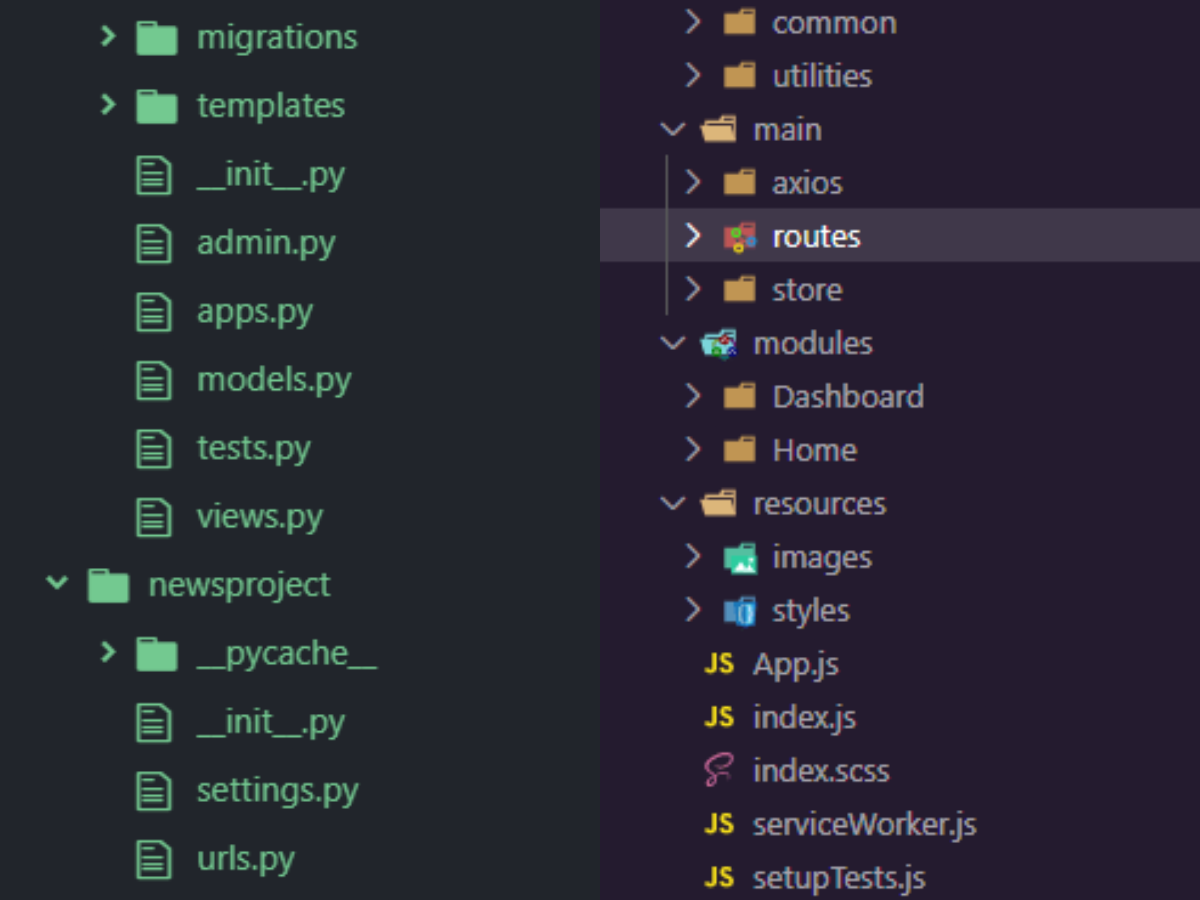 migrations
templates
__init__.py
admin.py
apps.py
models.py
tests.py
views.py
newsproject
__pycache__
__init__.py
settings.py
urls.py
common
utilities
main
axios
routes
store
modules
Dashboard
Home
resources
images
styles
JS App.js
JS index.js
index.scss
JS serviceWorker.js
JS setupTests.js